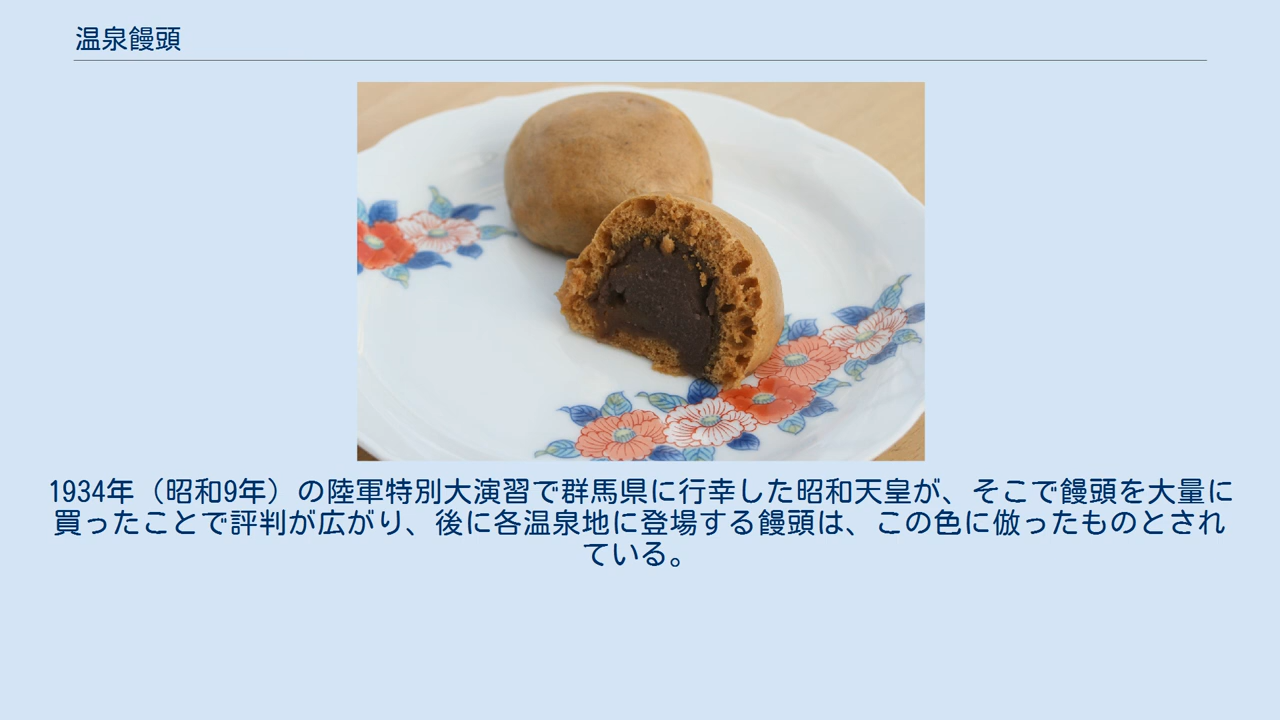 温泉饅頭
1934年（昭和9年）の陸軍特別大演習で群馬県に行幸した昭和天皇が、そこで饅頭を大量に
買ったことで評判が広がり、後に各温泉地に登場する饅頭は、この色に倣ったものとされ
ている。